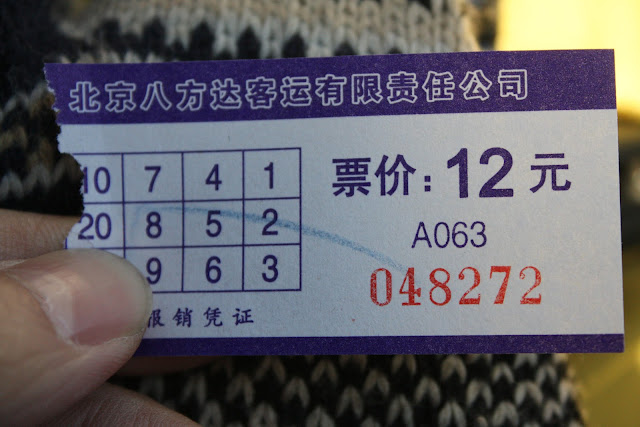 北京八方达客运有限责任公司
10 7 4 1
20 8 5 2
9 6 3
报销凭证
票价：12元
A063
048272